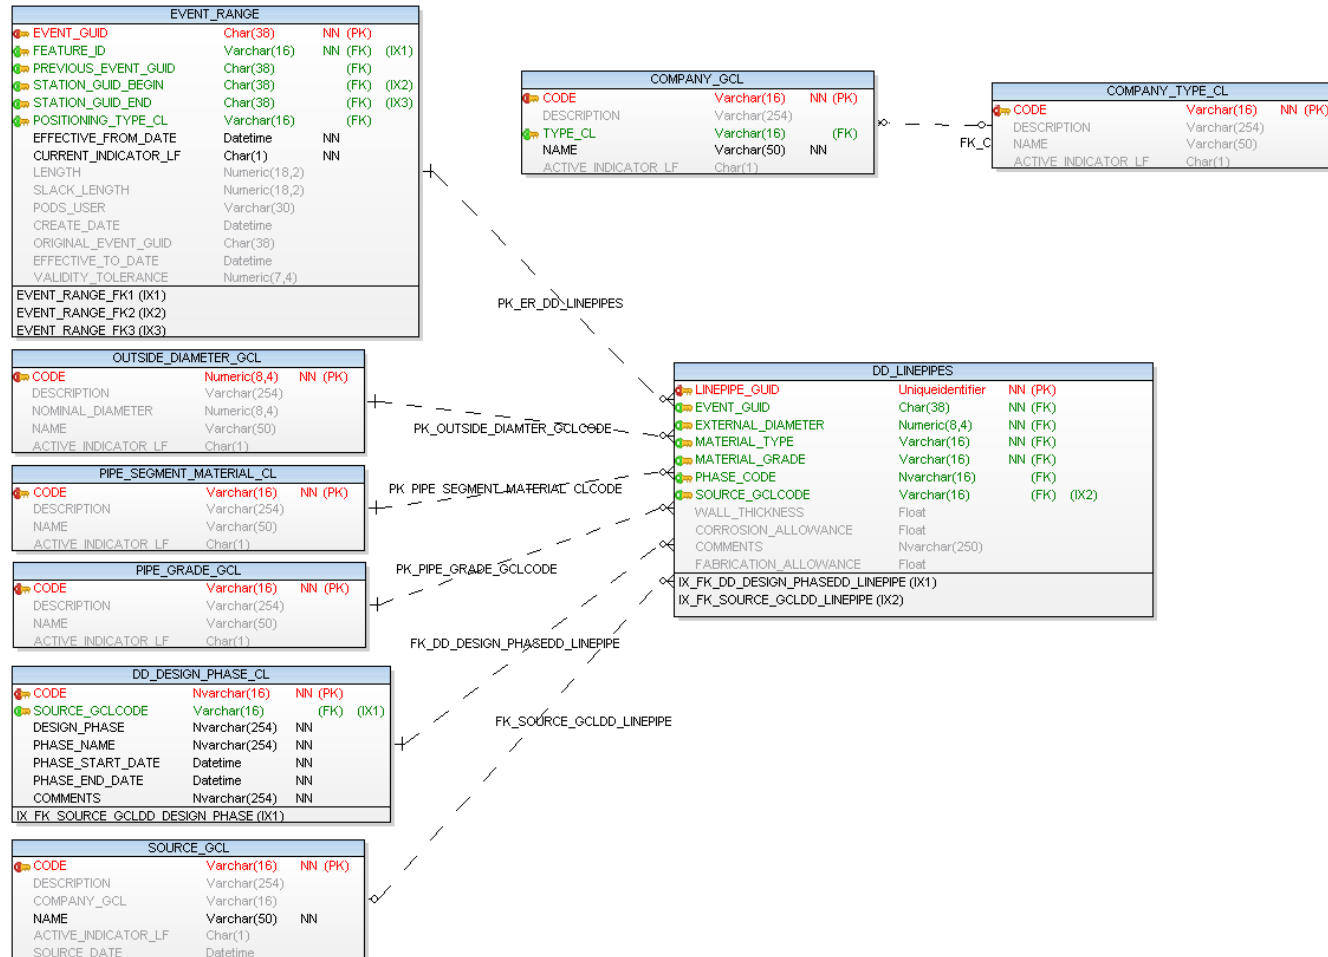 EVENT_RANGE
EVENT_GUID Char(38) NN (PK)
FEATURE_ID Varchar(16) NN (FK) (IX1)
PREVIOUS_EVENT_GUID Char(38) (FK)
STATION_GUID_BEGIN Char(38) (FK) (IX2)
STATION_GUID_END Char(38) (FK) (IX3)
POSITIONING_TYPE_CL Varchar(16) (FK)
EFFECTIVE_FROM_DATE Datetime NN
CURRENT_INDICATOR_LF Char(1) NN
LENGTH Numeric(18,2)
SLACK_LENGTH Numeric(18,2)
PODS_USER Varchar(30)
CREATE_DATE Datetime
ORIGINAL_EVENT_GUID Char(38)
EFFECTIVE_TO_DATE Datetime
VALIDITY_TOLERANCE Numeric(7,4)
EVENT_RANGE_FK1 (IX1)
EVENT_RANGE_FK2 (IX2)
EVENT_RANGE_FK3 (IX3)
COMPANY_GCL
CODE Varchar(16) NN (PK)
DESCRIPTION Varchar(254)
TYPE_CL Varchar(16) (FK)
NAME Varchar(50) NN
ACTIVE_INDICATOR_LF Char(1)
FK_C
COMPANY_TYPE_CL
CODE Varchar(16) NN (PK)
DESCRIPTION Varchar(254)
NAME Varchar(50)
ACTIVE_INDICATOR_LF Char(1)
PK_ER_DD_LINEPIPES
OUTSIDE_DIAMETER_GCL
CODE Numeric(8,4) NN (PK)
DESCRIPTION Varchar(254)
NOMINAL_DIAMETER Numeric(8,4)
NAME Varchar(50)
ACTIVE_INDICATOR_LF Char(1)
PK_OUTSIDE_DIAMTER_GCLCODE
PIPE_SEGMENT_MATERIAL_CL
CODE Varchar(16) NN (PK)
DESCRIPTION Varchar(254)
NAME Varchar(50)
ACTIVE_INDICATOR_LF Char(1)
PK_PIPE_SEGMENT_MATERIAL_CLCODE
PIPE_GRADE_GCL
CODE Varchar(16) NN (PK)
DESCRIPTION Varchar(254)
NAME Varchar(50)
ACTIVE_INDICATOR_LF Char(1)
PK_PIPE_GRADE_GCLCODE
DD_LINEPIPES
LINEPIPE_GUID Uniqueidentifier NN (PK)
EVENT_GUID Char(38) NN (FK)
EXTERNAL_DIAMETER Numeric(8,4) NN (FK)
MATERIAL_TYPE Varchar(16) NN (FK)
MATERIAL_GRADE Varchar(16) NN (FK)
PHASE_CODE Nvarchar(16) (FK)
SOURCE_GCLCODE Varchar(16) (FK) (IX2)
WALL_THICKNESS Float
CORROSION_ALLOWANCE Float
COMMENTS Nvarchar(250)
FABRICATION_ALLOWANCE Float
IX_FK_DD_DESIGN_PHASEDD_LINEPIPE (IX1)
IX_FK_SOURCE_GCLDD_LINEPIPE (IX2)
FK_DD_DESIGN_PHASEDD_LINEPIPE
DD_DESIGN_PHASE_CL
CODE Nvarchar(16) NN (PK)
SOURCE_GCLCODE Varchar(16) (FK) (IX1)
DESIGN_PHASE Nvarchar(254) NN
PHASE_NAME Nvarchar(254) NN
PHASE_START_DATE Datetime NN
PHASE_END_DATE Datetime NN
COMMENTS Nvarchar(254) NN
IX_FK_SOURCE_GCLDD_DESIGN_PHASE (IX1)
FK_SOURCE_GCLDD_LINEPIPE
SOURCE_GCL
CODE Varchar(16) NN (PK)
DESCRIPTION Varchar(254)
COMPANY_GCL Varchar(16)
NAME Varchar(50) NN
ACTIVE_INDICATOR_LF Char(1)
SOURCE_DATE Datetime